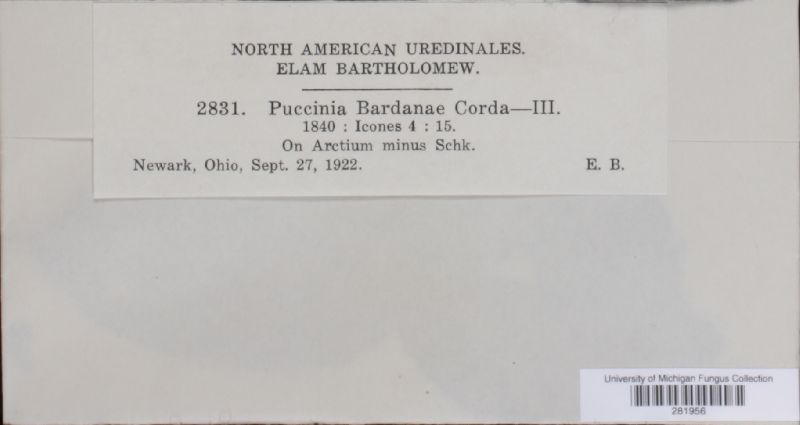 NORTH AMERICAN UREDINALES.
ELAM BARTHOLOMEW.
2831. Puccinia Bardanae Corda—III.
1840 : Icones 4 : 15.
On Arctium minus Schk.
Newark, Ohio, Sept. 27, 1922. E. B.
University of Michigan Fungus Collection
281956